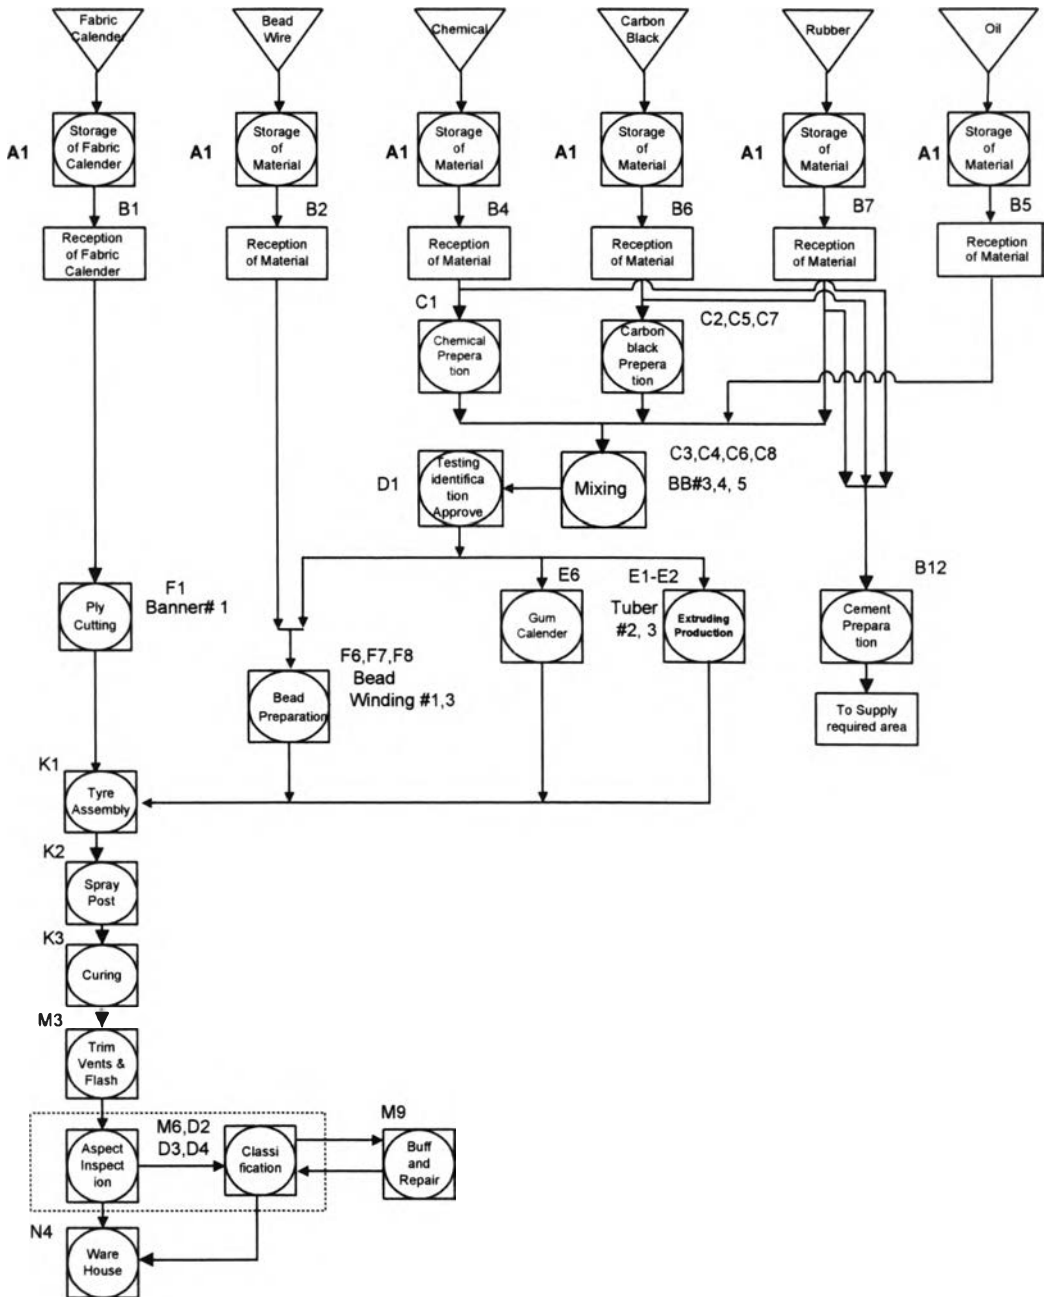 Fabric
Calender
Bead
Wire
Chemical
Carbon
Black
Rubber
Oil
A1
Storage
of Fabric
Calender
A1
Storage
of
Material
A1
Storage
of
Material
A1
Storage
of
Material
A1
Storage
of
Material
A1
Storage
of
Material
B1
B2
B4
B6
B7
B5
Reception
of Fabric
Calender
Reception
of Material
Reception
of Material
Reception
of Material
Reception
of Material
Reception
of Material
C1
Chemical
Prepera
tion
Carbon
black
Prepera
tion
C2,C5,C7
D1
Testing
identifica
tion
Approve
Mixing
C3,C4,C6,C8
BB#3,4, 5
Ply
Cutting
F1
Banner# 1
E6
Gum
Calender
E1-E2
Tuber
#2, 3
Extruding
Production
B12
Cement
Prepara
tion
F6,F7,F8
Bead
Winding #1,3
Bead
Preparation
To Supply
required area
K1
Tyre
Assembly
K2
Spray
Post
K3
Curing
M3
Trim
Vents &
Flash
Aspect
Inspect
ion
M6,D2
D3,D4
Classi
fication
M9
Buff
and
Repair
N4
Ware
House